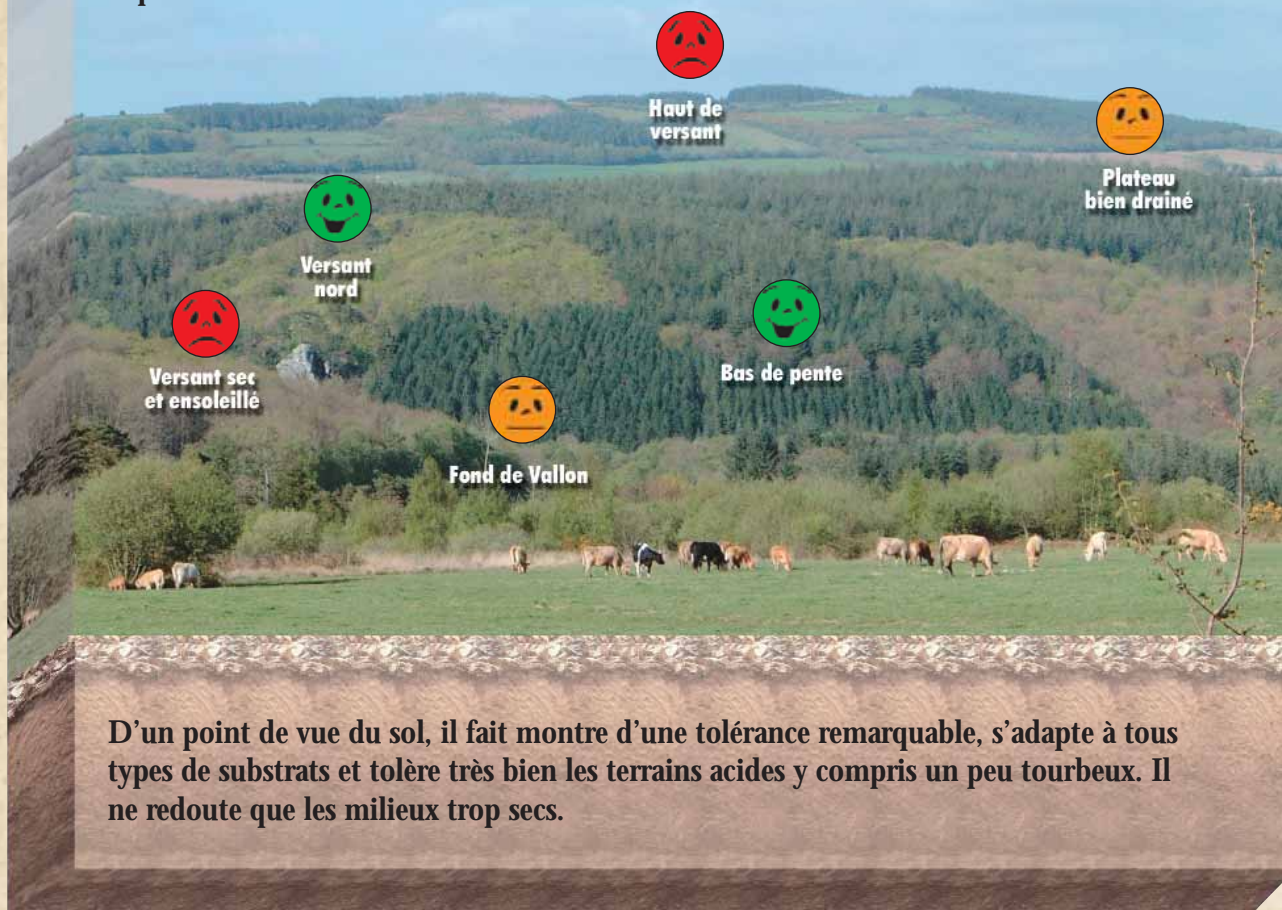 Haut de
versant
Plateau
bien drainé
Versant
nord
Versant sec
et ensoleillé
Bas de pente
Fond de Vallon
D’un point de vue du sol, il fait montre d’une tolérance remarquable, s’adapte à tous
types de substrats et tolère très bien les terrains acides y compris un peu tourbeux. Il
ne redoute que les milieux trop secs.